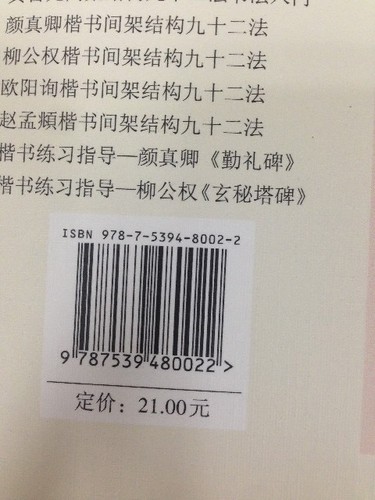 颜真卿楷书间架结构九十二法
柳公权楷书间架结构九十二法
欧阳询楷书间架结构九十二法
赵孟頫楷书间架结构九十二法
楷书练习指导—颜真卿《勤礼碑》
楷书练习指导—柳公权《玄秘塔碑》
ISBN 978-7-5394-8002-2
9 787539 480022 >
定价：21.00元